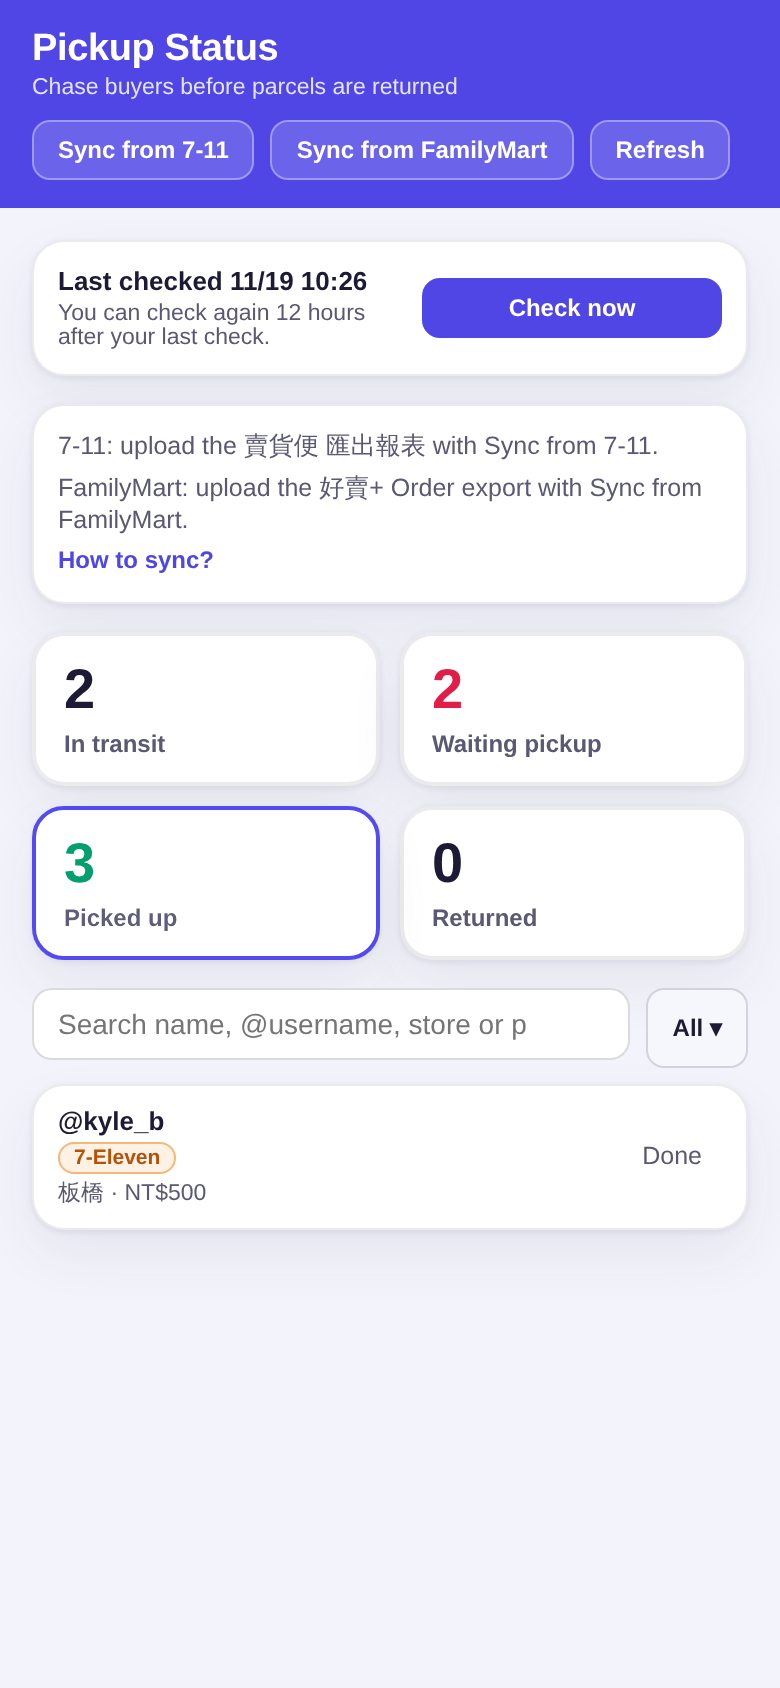 Pickup Status
Chase buyers before parcels are returned
Sync from 7-11
Sync from FamilyMart
Refresh
Last checked 11/19 10:26
You can check again 12 hours
after your last check.
Check now
7-11: upload the 賣貨便 匯出報表 with Sync from 7-11.
FamilyMart: upload the 好賣+ Order export with Sync from
FamilyMart.
How to sync?
2
In transit
2
Waiting pickup
3
Picked up
0
Returned
Search name, @username, store or p
All ▾
@kyle_b
7-Eleven
板橋 · NT$500
Done